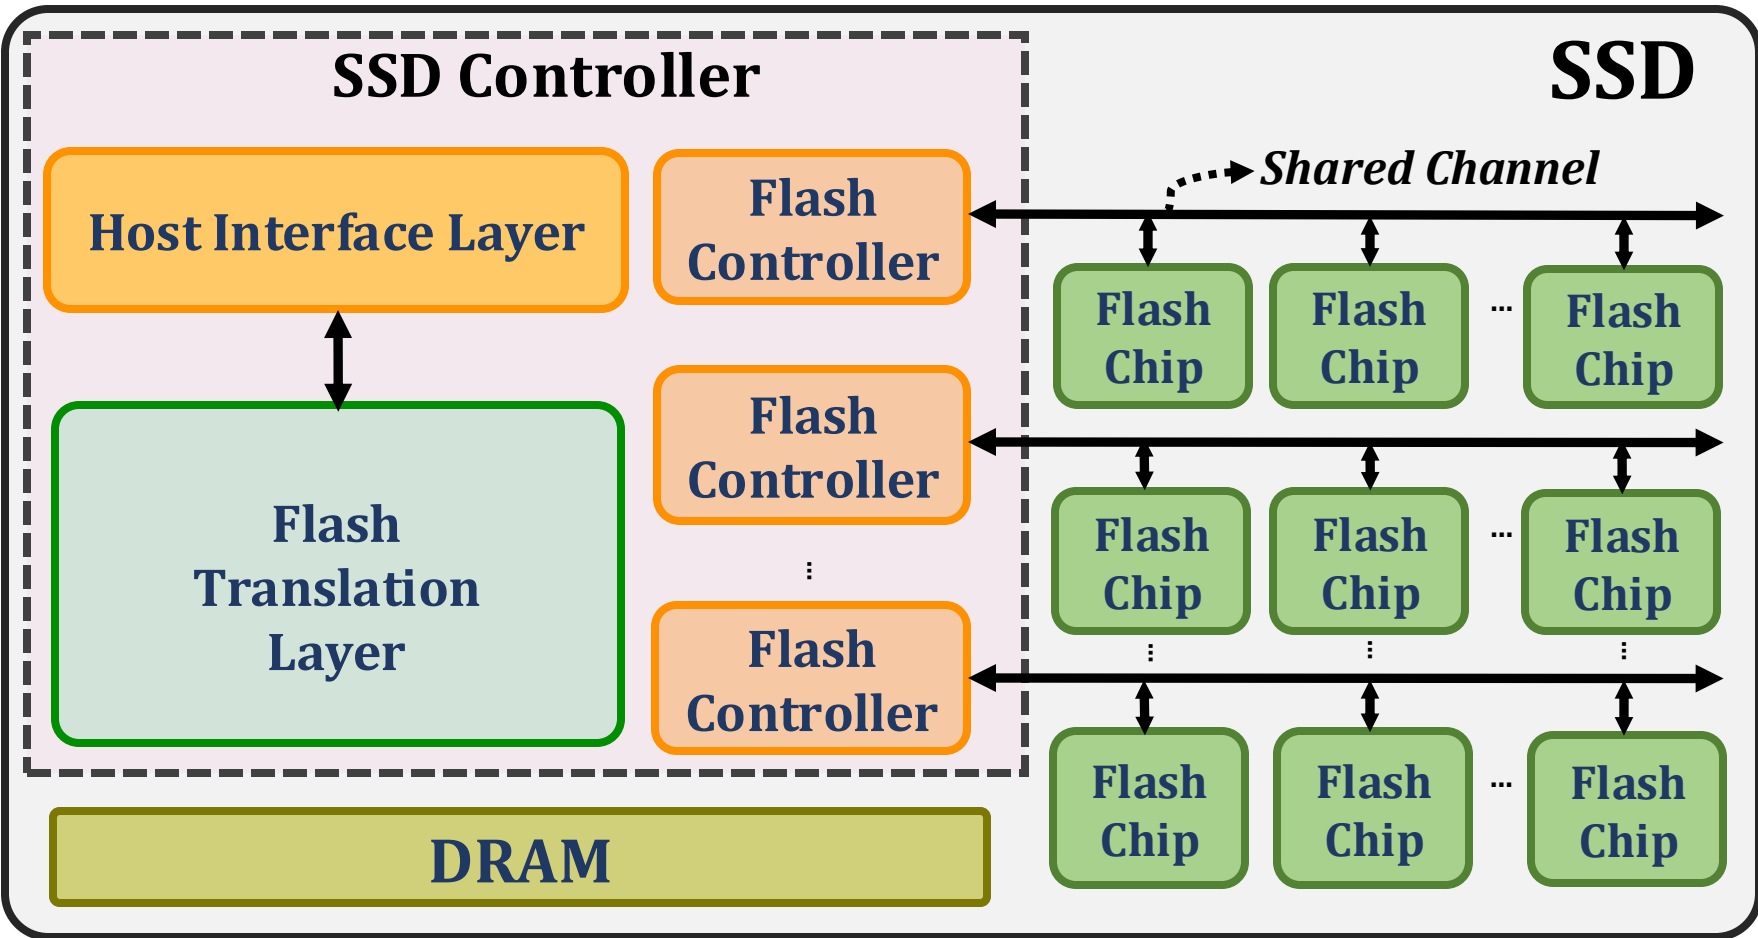 SSD Controller
SSD
Host Interface Layer
Flash
Controller
Shared Channel
Flash
Chip
Flash
Chip
...
Flash
Chip
Flash
Translation
Layer
Flash
Controller
Flash
Chip
Flash
Chip
...
Flash
Chip
...
...
...
...
Flash
Controller
Flash
Chip
Flash
Chip
...
Flash
Chip
DRAM